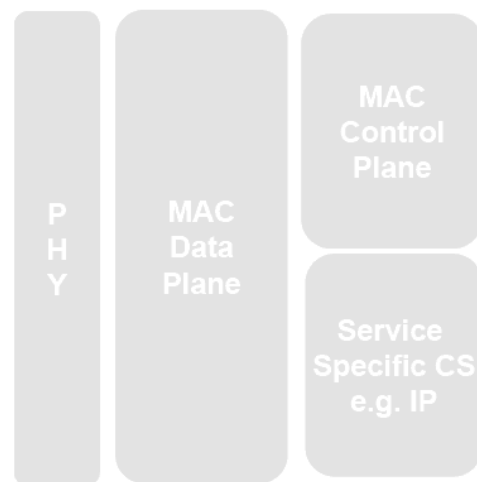 P
H
Y
MAC
Data
Plane
MAC
Control
Plane
Service
Specific CS
e.g. IP